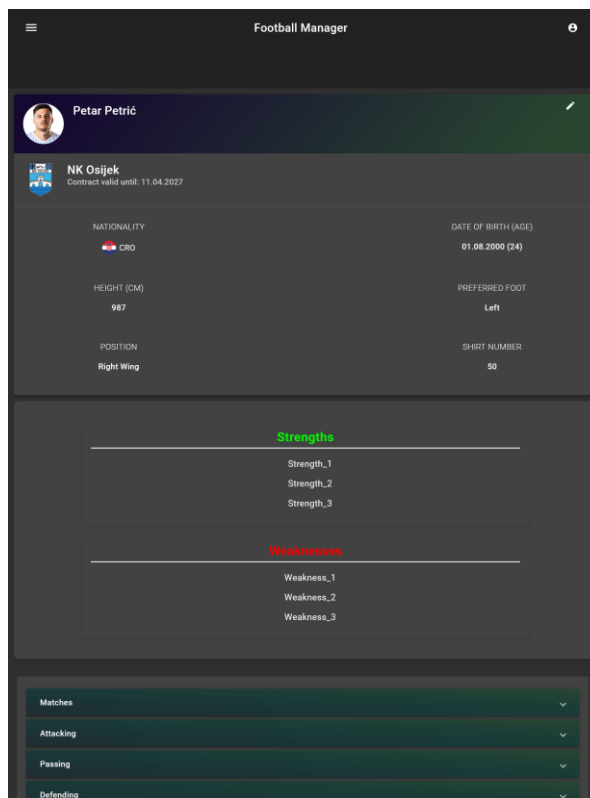 Football Manager
Petar Petrić
NK Osijek
Contract valid until: 11.04.2027
NATIONALITY
CRO
DATE OF BIRTH (AGE)
01.08.2000 (24)
HEIGHT (CM)
987
PREFERRED FOOT
Left
POSITION
Right Wing
SHIRT NUMBER
50
Strengths
Strength_1
Strength_2
Strength_3
Weaknesses
Weakness_1
Weakness_2
Weakness_3
Matches
Attacking
Passing
Defending